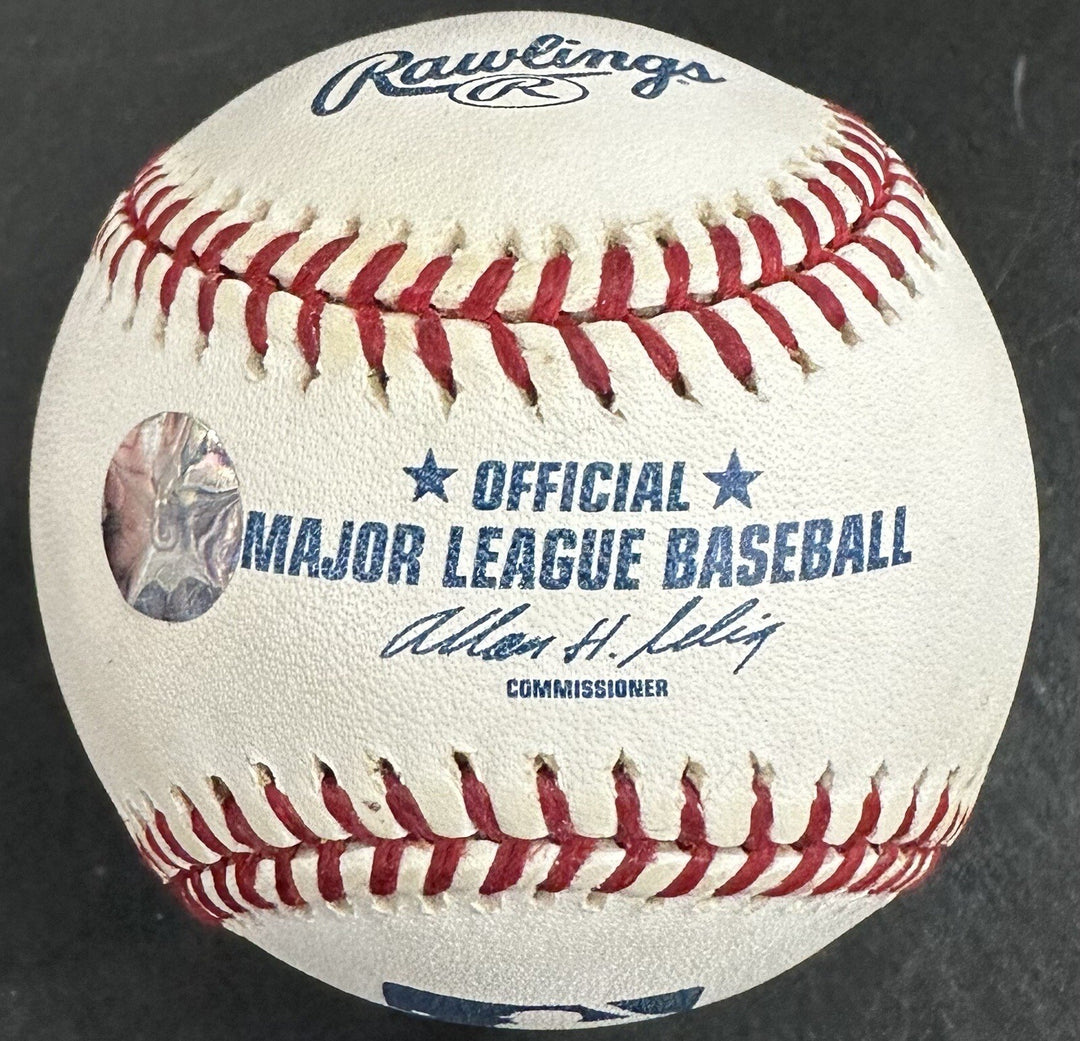 Rawlings
R
★ OFFICIAL ★
MAJOR LEAGUE BASEBALL
Allan H. Selig
COMMISSIONER